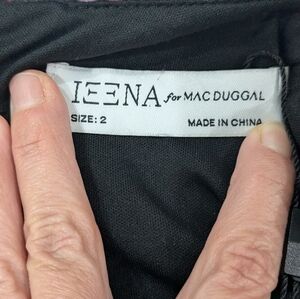 IEENA for MAC DUGGAL
SIZE: 2 MADE IN CHINA